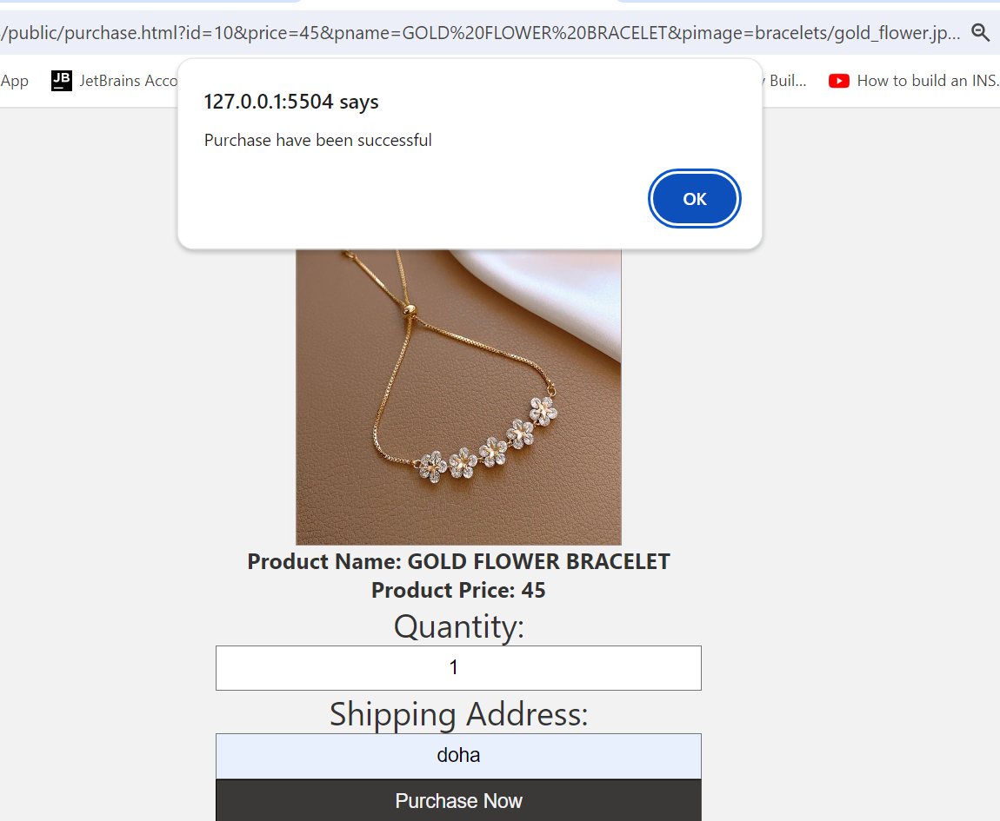 /public/purchase.html?id=10&price=45&pname=GOLD%20FLOWER%20BRACELET&pimage=bracelets/gold_flower.jp...
App JB JetBrains Acco y Buil... How to build an INS.
127.0.0.1:5504 says
Purchase have been successful
OK
Product Name: GOLD FLOWER BRACELET
Product Price: 45
Quantity:
1
Shipping Address:
doha
Purchase Now